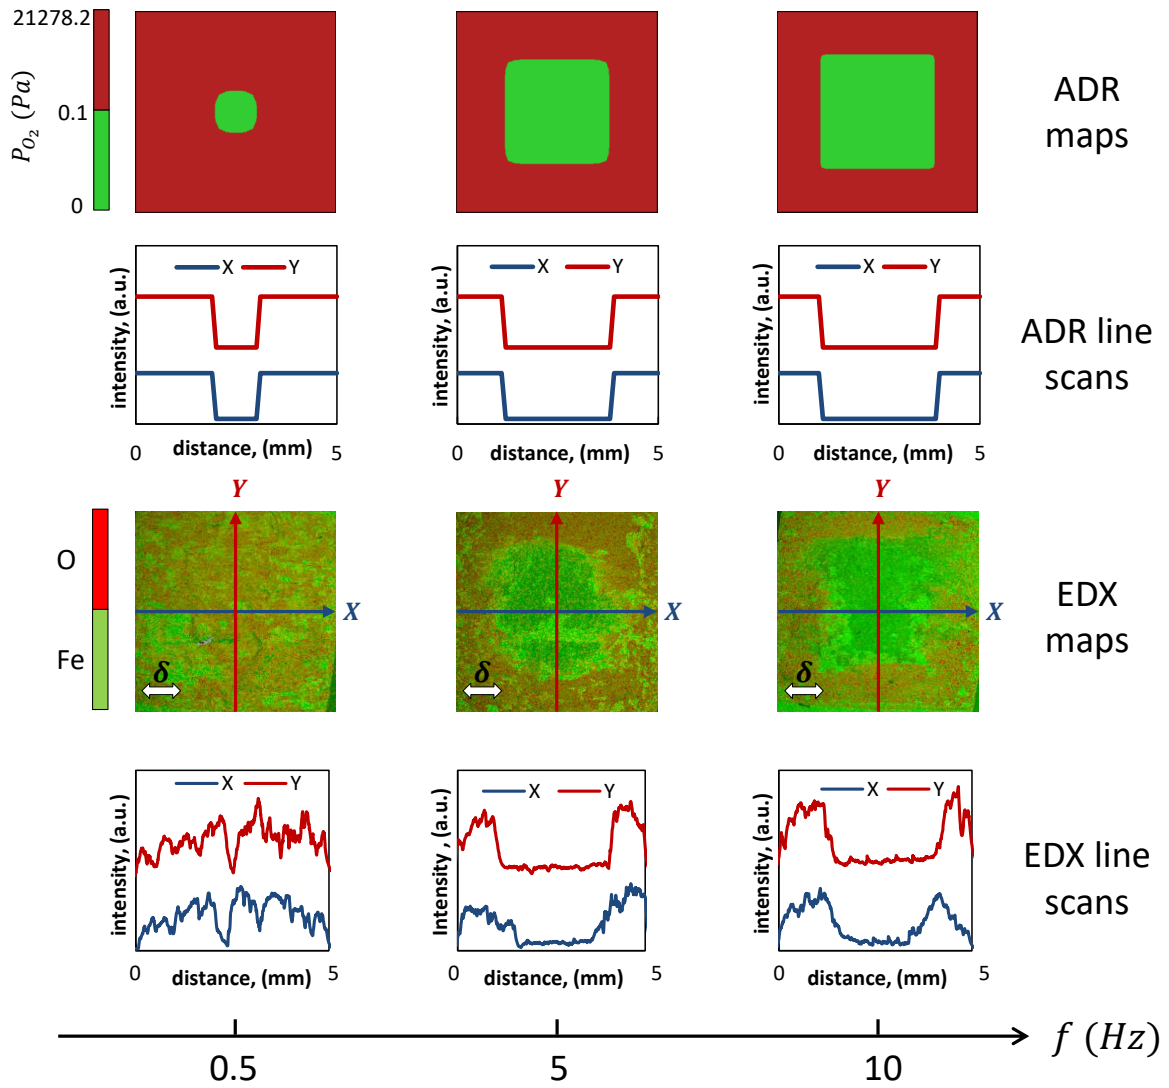 21278.2
0.1
0
P_{O_2} (Pa)
ADR
maps
intensity, (a.u.)
X Y
0 distance, (mm) 5
intensity, (a.u.)
X Y
0 distance, (mm) 5
intensity, (a.u.)
X Y
0 distance, (mm) 5
ADR line
scans
O
Fe
Y
X
δ
Y
X
δ
Y
X
δ
EDX
maps
intensity, (a.u.)
X Y
0 distance, (mm) 5
Intensity , (a.u.)
X Y
0 distance, (mm) 5
intensity, (a.u.)
X Y
0 distance, (mm) 5
EDX line
scans
f (Hz)
0.5 5 10